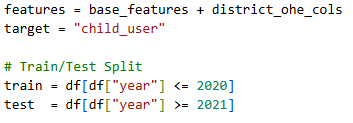 features = base_features + district_ohe_cols
target = "child_user"
# Train/Test Split
train = df[df["year"] <= 2020]
test  = df[df["year"] >= 2021]